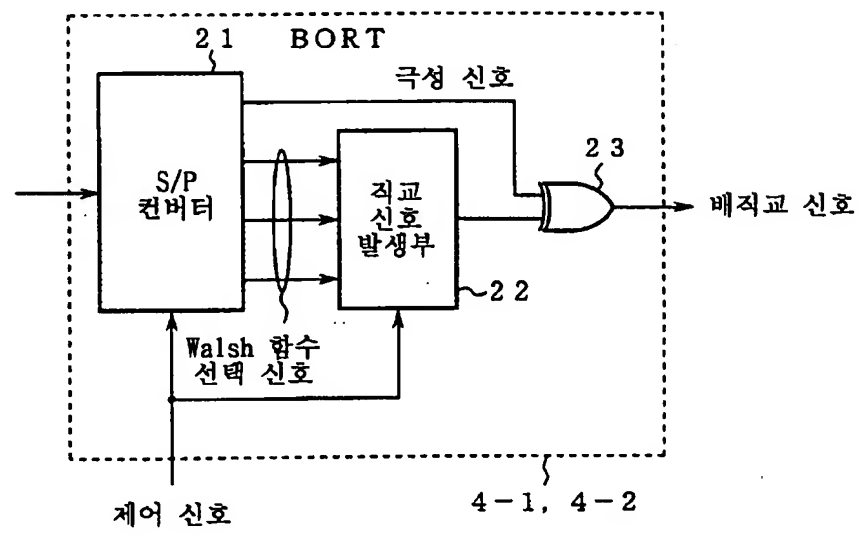 21
BORT
극성 신호
23
S/P
컨버터
직교
신호
발생부
배직교 신호
22
Walsh 함수
선택 신호
4-1, 4-2
제어 신호